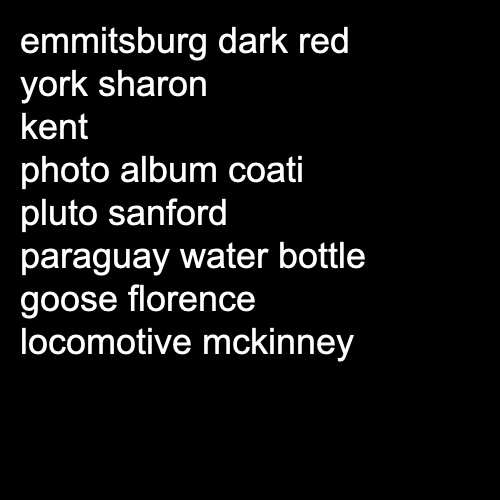 emmitsburg dark red
york sharon
kent
photo album coati
pluto sanford
paraguay water bottle
goose florence
locomotive mckinney